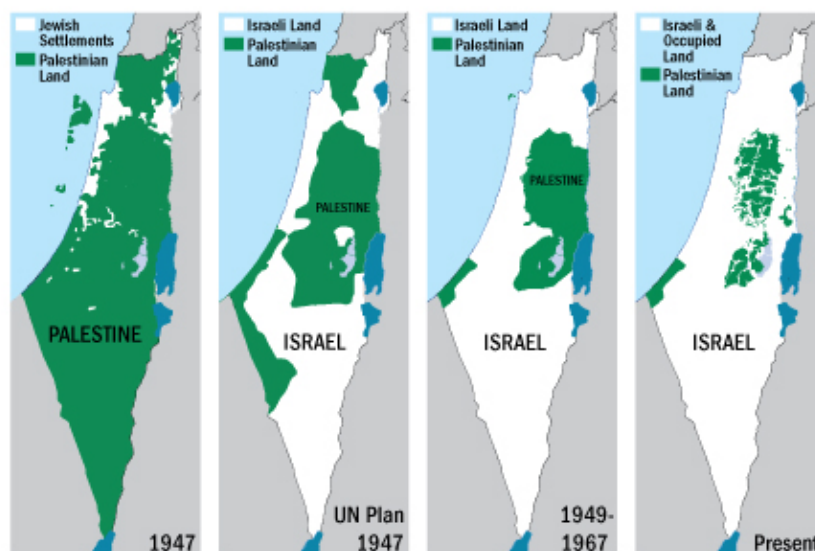 Jewish
Settlements
Palestinian
Land
PALESTINE
1947
Israeli Land
Palestinian
Land
PALESTINE
ISRAEL
UN Plan
1947
Israeli Land
Palestinian
Land
PALESTINE
ISRAEL
1949-
1967
Israeli &
Occupied
Land
Palestinian
Land
ISRAEL
Present